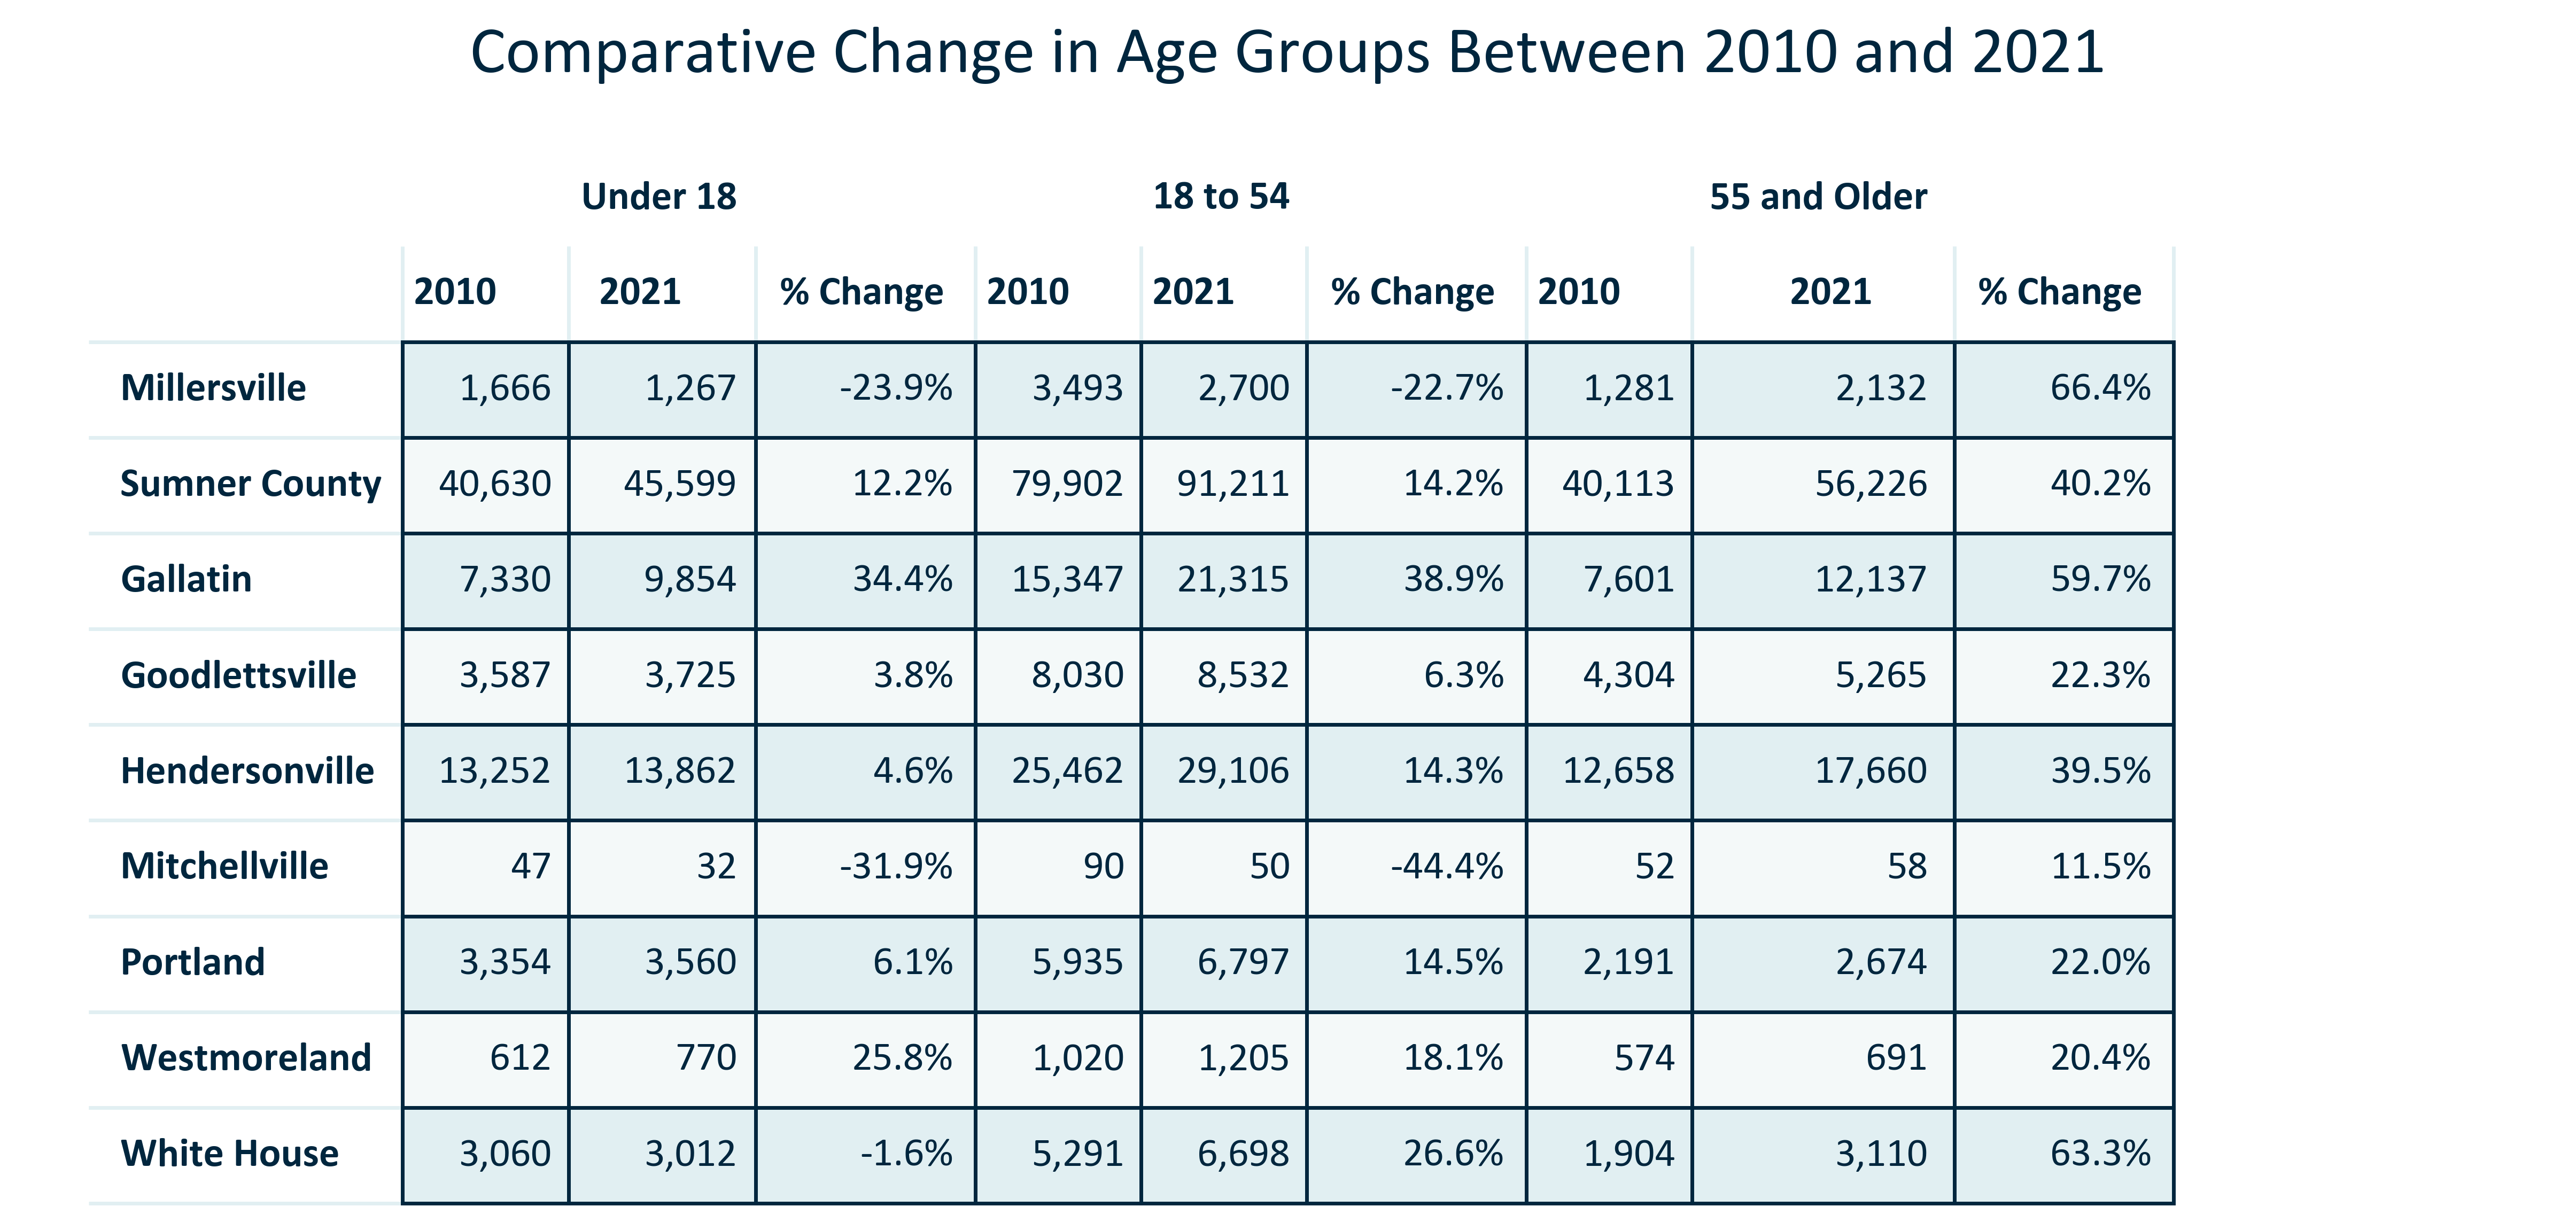 Comparative Change in Age Groups Between 2010 and 2021
Under 18 18 to 54 55 and Older
2010 2021 % Change 2010 2021 % Change 2010 2021 % Change
Millersville 1,666 1,267 -23.9% 3,493 2,700 -22.7% 1,281 2,132 66.4%
Sumner County 40,630 45,599 12.2% 79,902 91,211 14.2% 40,113 56,226 40.2%
Gallatin 7,330 9,854 34.4% 15,347 21,315 38.9% 7,601 12,137 59.7%
Goodlettsville 3,587 3,725 3.8% 8,030 8,532 6.3% 4,304 5,265 22.3%
Hendersonville 13,252 13,862 4.6% 25,462 29,106 14.3% 12,658 17,660 39.5%
Mitchellville 47 32 -31.9% 90 50 -44.4% 52 58 11.5%
Portland 3,354 3,560 6.1% 5,935 6,797 14.5% 2,191 2,674 22.0%
Westmoreland 612 770 25.8% 1,020 1,205 18.1% 574 691 20.4%
White House 3,060 3,012 -1.6% 5,291 6,698 26.6% 1,904 3,110 63.3%